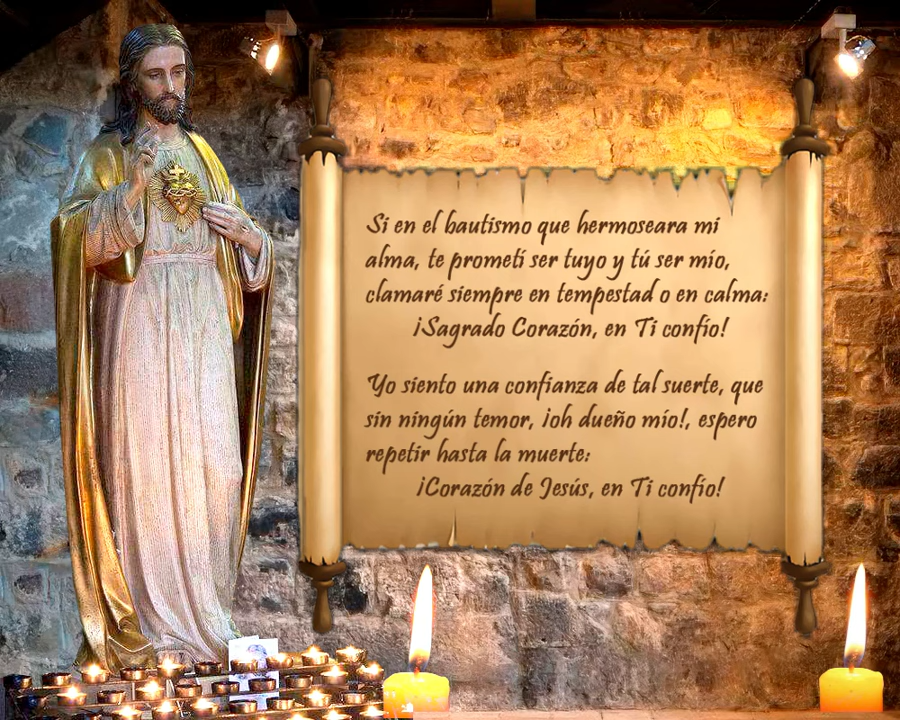 Si en el bautismo que hermoseara mi
alma, te prometí ser tuyo y tú ser mío,
clamaré siempre en tempestad o en calma:
¡Sagrado Corazón, en Ti confío!
Yo siento una confianza de tal suerte, que
sin ningún temor, ¡oh dueño mío!, espero
repetir hasta la muerte:
¡Corazón de Jesús, en Ti confío!